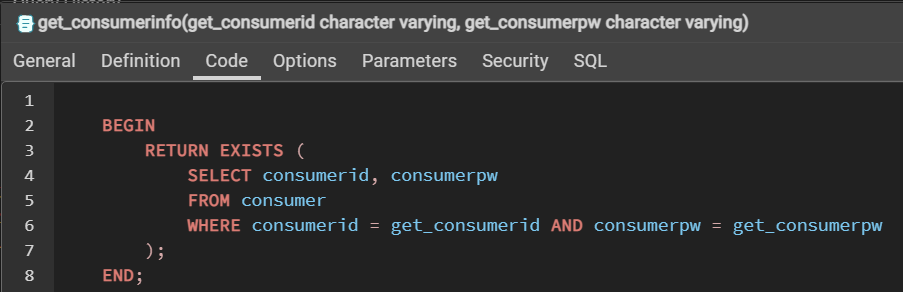 get_consumerinfo(get_consumerid character varying, get_consumerpw character varying)
General Definition Code Options Parameters Security SQL
1
2 BEGIN
3 RETURN EXISTS (
4 SELECT consumerid, consumerpw
5 FROM consumer
6 WHERE consumerid = get_consumerid AND consumerpw = get_consumerpw
7 );
8 END;